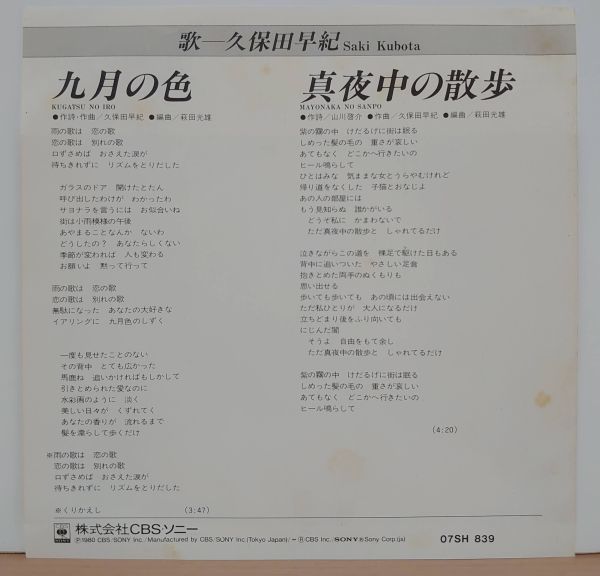 歌—久保田早紀 Saki Kubota
九月の色
KUGATSU NO IRO
●作詩・作曲／久保田早紀 ●編曲／萩田光雄
雨の歌は 恋の歌
恋の歌は 別れの歌
口ずさめば おさえた涙が
待ちきれずに リズムをとりだした
ガラスのドア 開けたとたん
呼び出したわけが わかったわ
サヨナラを言うには お似合いね
街は小雨模様の午後
あやまることなんか ないわ
どうしたの？ あなたらしくない
季節が変われば 人も変わる
お願いよ 黙って行って
雨の歌は 恋の歌
恋の歌は 別れの歌
無駄になった あなたの大好きな
イアリングに 九月色のしずく
一度も見せたことのない
その背中 とても広かった
馬鹿ね 追いかければもしかして
引きとめられた愛なのに
水彩画のように 淡く
美しい日々が くずれてく
あなたの香りが 流れるまで
髪を濡らして歩くだけ
※雨の歌は 恋の歌
恋の歌は 別れの歌
口ずさめば おさえた涙が
待ちきれずに リズムをとりだした
※くりかえし (3:47)
真夜中の散歩
MAYONAKA NO SANPO
●作詩／山川啓介 ●作曲／久保田早紀 ●編曲／萩田光雄
紫の霧の中 けだるげに街は眠る
しめった髪の毛の 重さが哀しい
あてもなく どこかへ行きたいの
ヒール鳴らして
ひとはみな 気ままな女とうらやむけれど
帰り道をなくした 子猫とおなじよ
あの人の部屋には
もう見知らぬ 誰かがいる
どうぞ私に かまわないで
ただ真夜中の散歩と しゃれてるだけ
泣きながらこの道を 裸足で駆けた日もある
背中に追いついた やさしい足音
抱きとめた両手のぬくもりも
思い出せる
歩いても歩いても あの頃には出会えない
ただ私ひとりが 大人になるだけ
立ちどまり後をふり向いても
にじんだ闇
そうよ 自由をもて余し
ただ真夜中の散歩と しゃれてるだけ
紫の霧の中 けだるげに街は眠る
しめった髪の毛の 重さが哀しい
あてもなく どこかへ行きたいの
ヒール鳴らして
(4:20)
SONY 株式会社CBS・ソニー
Ⓟ1980 CBS/SONY Inc./Manufactured by CBS/SONY Inc.(Tokyo Japan)/–Ⓡ CBS Inc./SONY® Sony Corp.(ja)
07SH 839